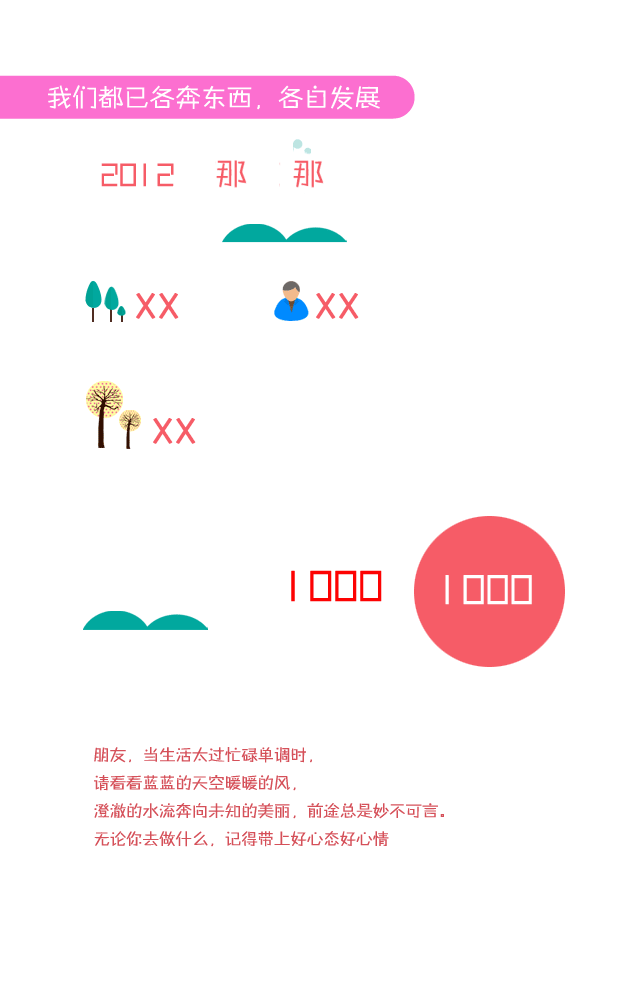 我们都已各奔东西，各自发展
2012 那 那
XX XX
XX
1000 1000
朋友，当生活太过忙碌单调时，
请看看蓝蓝的天空暖暖的风，
澄澈的水流奔向未知的美丽，前途总是妙不可言。
无论你去做什么，记得带上好心态好心情